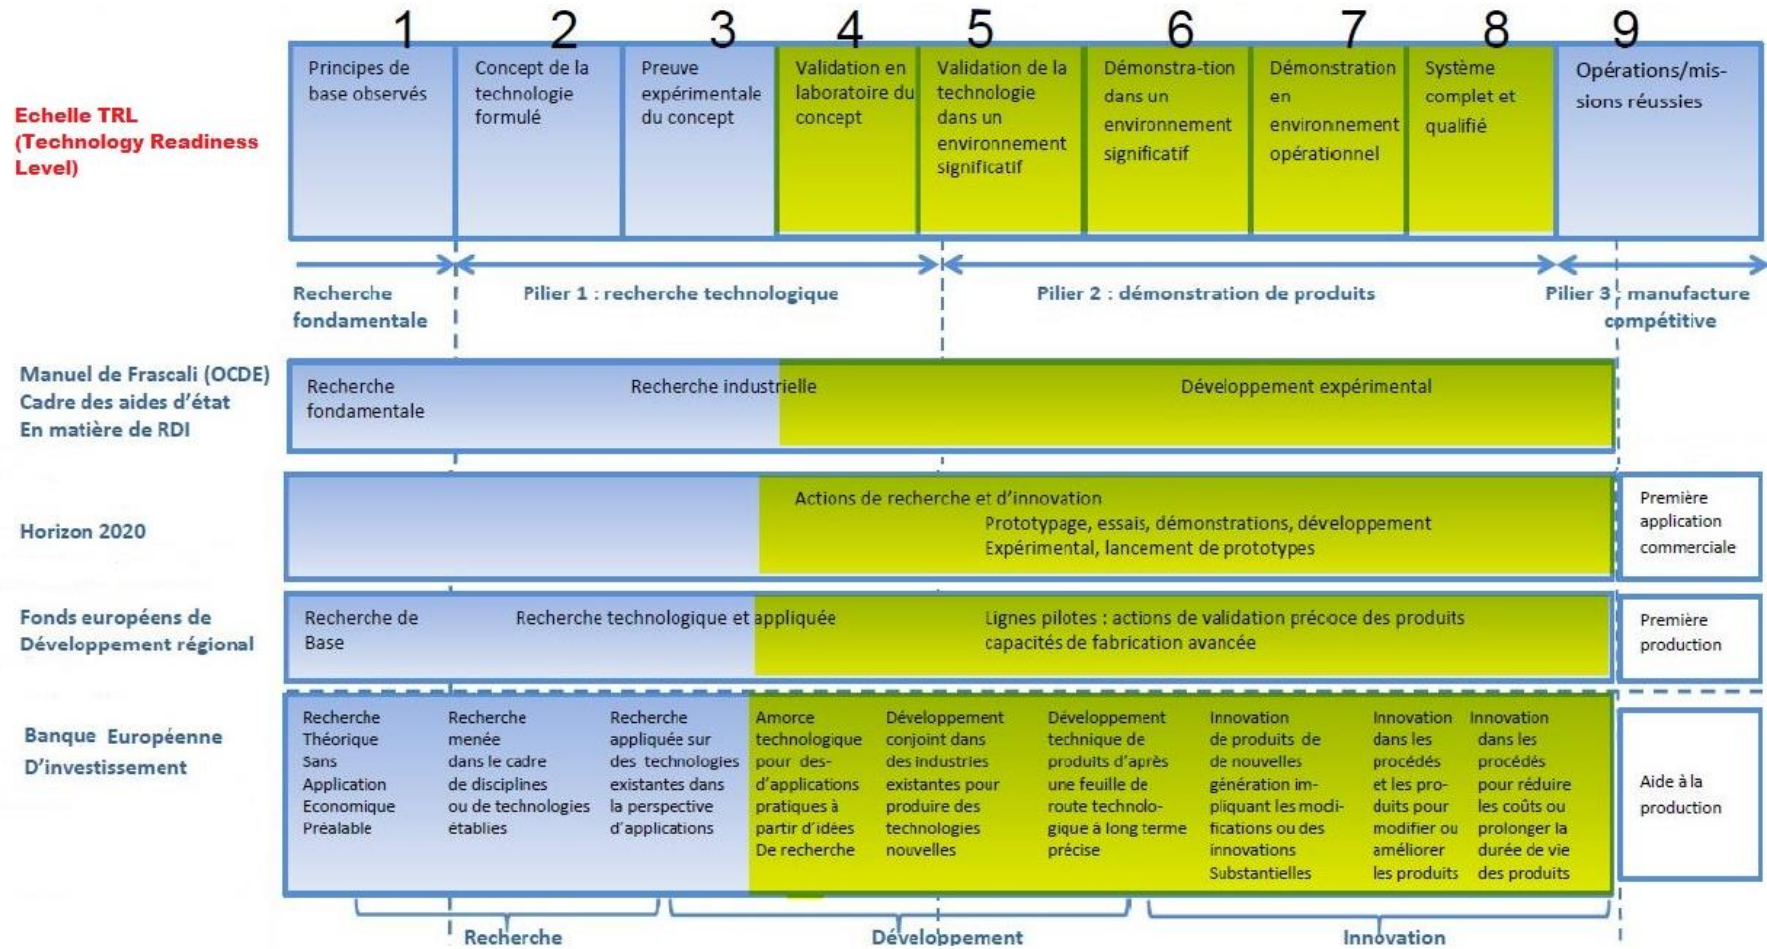 1 2 3 4 5 6 7 8 9
Echelle TRL
(Technology Readiness
Level)
Principes de
base observés
Concept de la
technologie
formulé
Preuve
expérimentale
du concept
Validation en
laboratoire du
concept
Validation de la
technologie
dans un
environnement
significatif
Démonstra-tion
dans un
environnement
significatif
Démonstration
en
environnement
opérationnel
Système
complet et
qualifié
Opérations/mis-
sions réussies
Recherche
fondamentale
Pilier 1 : recherche technologique
Pilier 2 : démonstration de produits
Pilier 3 : manufacture
compétitive
Manuel de Frascali (OCDE)
Cadre des aides d'état
En matière de RDI
Recherche
fondamentale
Recherche industrielle
Développement expérimental
Horizon 2020
Actions de recherche et d'innovation
Prototypage, essais, démonstrations, développement
Expérimental, lancement de prototypes
Première
application
commerciale
Fonds européens de
Développement régional
Recherche de
Base
Recherche technologique et appliquée
Lignes pilotes : actions de validation précoce des produits
capacités de fabrication avancée
Première
production
Banque Européenne
D'investissement
Recherche
Théorique
Sans
Application
Economique
Préalable
Recherche
menée
dans le cadre
de disciplines
ou de technologies
établies
Recherche
appliquée sur
des technologies
existantes dans
la perspective
d'applications
Amorce
technologique
pour des-
d'applications
pratiques à
partir d'idées
De recherche
Développement
conjoint dans
des industries
existantes pour
produire des
technologies
nouvelles
Développement
technique de
produits d'après
une feuille de
route technolo-
gique à long terme
précise
Innovation
de produits de
de nouvelles
génération im-
pliquant les modi-
fications ou des
innovations
Substantielles
Innovation
dans les
procédés
et les pro-
duits pour
modifier ou
améliorer
les produits
Innovation
dans les
procédés
pour réduire
les coûts ou
prolonger la
durée de vie
des produits
Aide à la
production
Recherche
Développement
Innovation